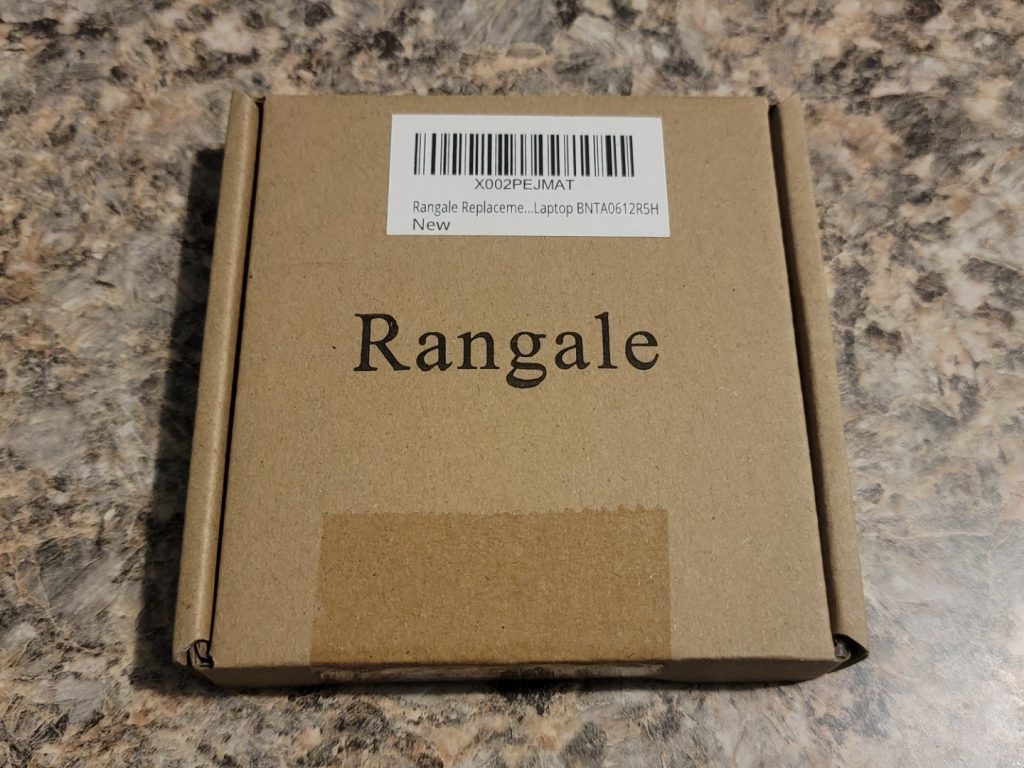 X002PEJMAT
Rangale Replaceme...Laptop BNTA0612R5H
New
Rangale